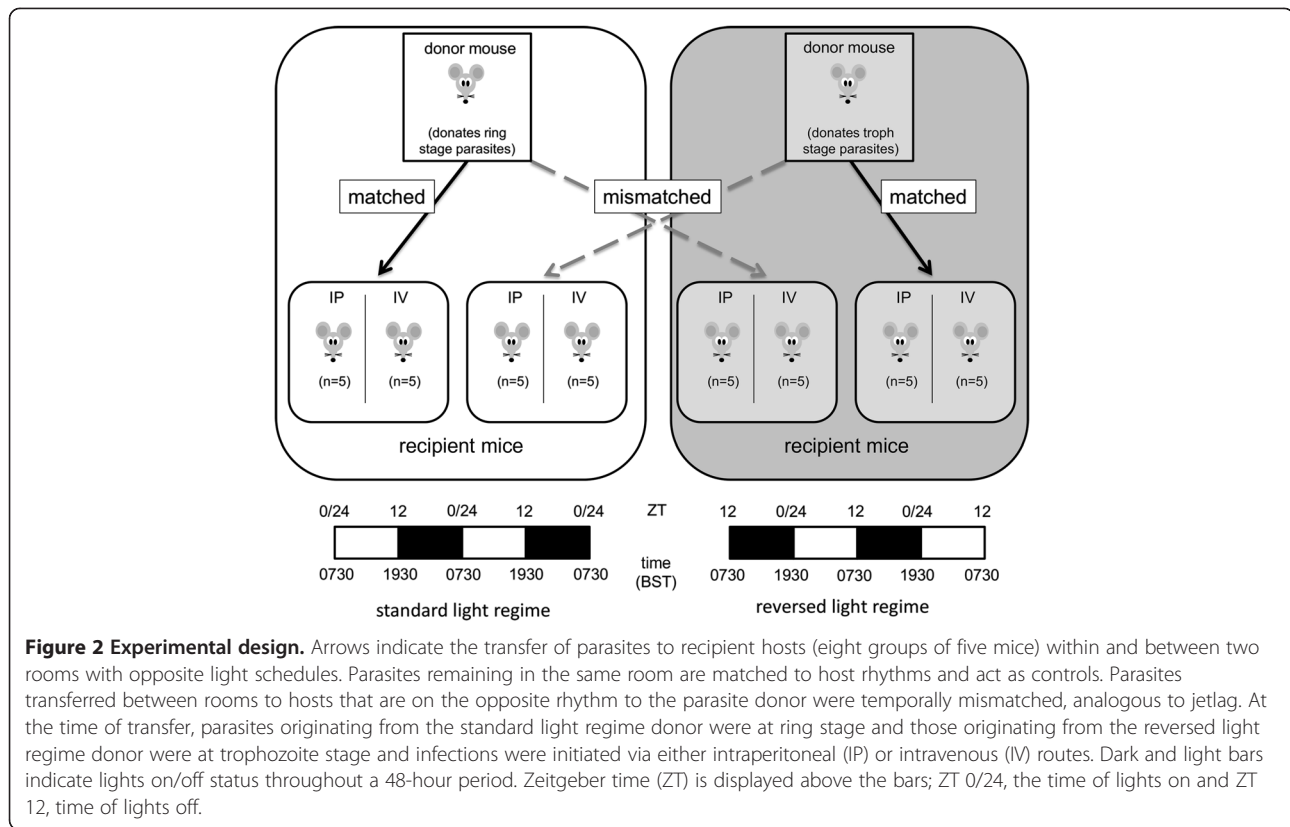 donor mouse
(donates ring
stage parasites)
donor mouse
(donates troph
stage parasites)
matched
mismatched
matched
IP IV
(n=5) (n=5)
IP IV
(n=5) (n=5)
IP IV
(n=5) (n=5)
IP IV
(n=5) (n=5)
recipient mice
recipient mice
0/24 12 0/24 12 0/24 ZT 12 0/24 12 0/24 12
0730 1930 0730 1930 0730 time (BST) 0730 1930 0730 1930 0730
standard light regime
reversed light regime
Figure 2 Experimental design. Arrows indicate the transfer of parasites to recipient hosts (eight groups of five mice) within and between two
rooms with opposite light schedules. Parasites remaining in the same room are matched to host rhythms and act as controls. Parasites
transferred between rooms to hosts that are on the opposite rhythm to the parasite donor were temporally mismatched, analogous to jetlag. At
the time of transfer, parasites originating from the standard light regime donor were at ring stage and those originating from the reversed light
regime donor were at trophozoite stage and infections were initiated via either intraperitoneal (IP) or intravenous (IV) routes. Dark and light bars
indicate lights on/off status throughout a 48-hour period. Zeitgeber time (ZT) is displayed above the bars; ZT 0/24, the time of lights on and ZT
12, time of lights off.